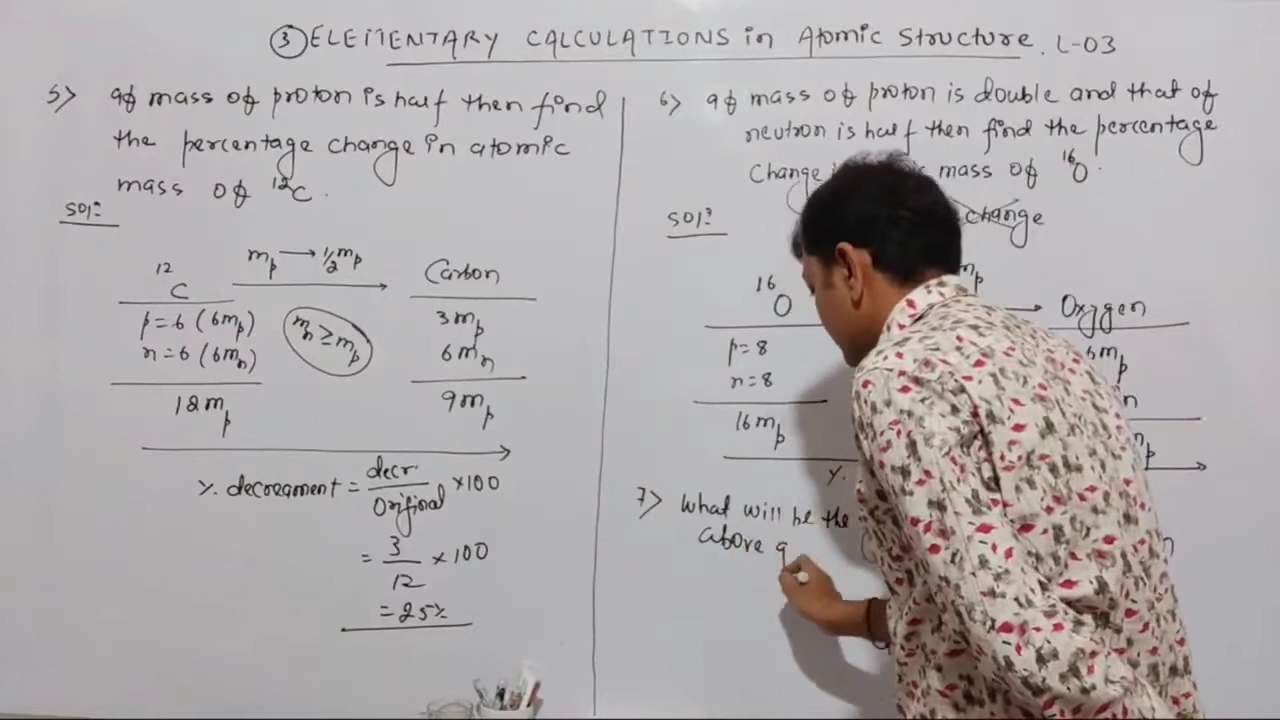 ③ ELEMENTARY CALCULATIONS in Atomic Structure. L-03
5> If mass of proton is half then find
the percentage change in atomic
mass of ¹²C.
Sol:
12
C
p=6 (6mp)
n=6 (6mn)
12mp
mp → 1/2 mp
mn ≥ mp
Carbon
3mp
6mn
9mp
%. decreament = decr./Original ×100
= 3/12 ×100
=25%
6> If mass of proton is double and that of
neutron is half then find the percentage
Change mass of ¹⁶O.
change
Sol:
16
O
p=8
n=8
16mp
Oxygen
7> What will be the
above